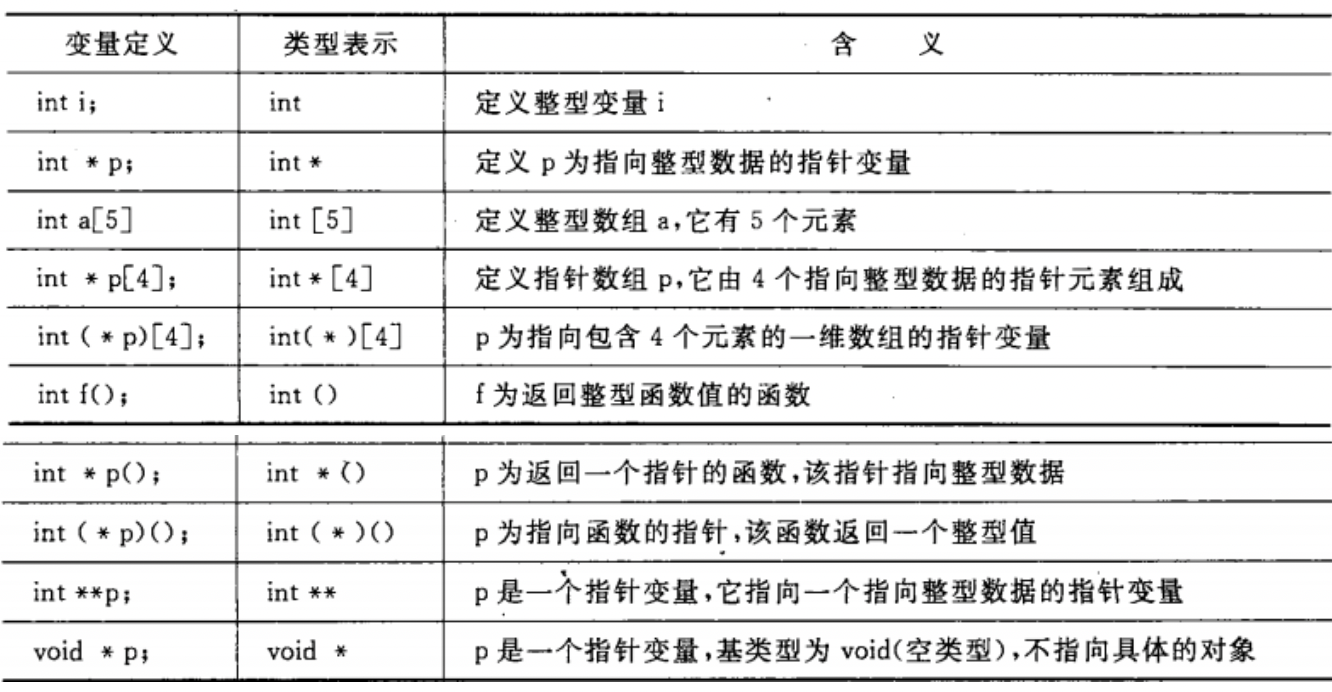 变量定义 类型表示 含 义
int i; int 定义整型变量 i
int * p; int * 定义 p 为指向整型数据的指针变量
int a[5] int [5] 定义整型数组 a,它有 5 个元素
int * p[4]; int * [4] 定义指针数组 p,它由 4 个指向整型数据的指针元素组成
int ( * p)[4]; int( * )[4] p 为指向包含 4 个元素的一维数组的指针变量
int f(); int () f 为返回整型函数值的函数
int * p(); int * () p 为返回一个指针的函数,该指针指向整型数据
int ( * p)(); int ( * )() p 为指向函数的指针,该函数返回一个整型值
int **p; int ** p 是一个指针变量,它指向一个指向整型数据的指针变量
void * p; void * p 是一个指针变量,基类型为 void(空类型),不指向具体的对象